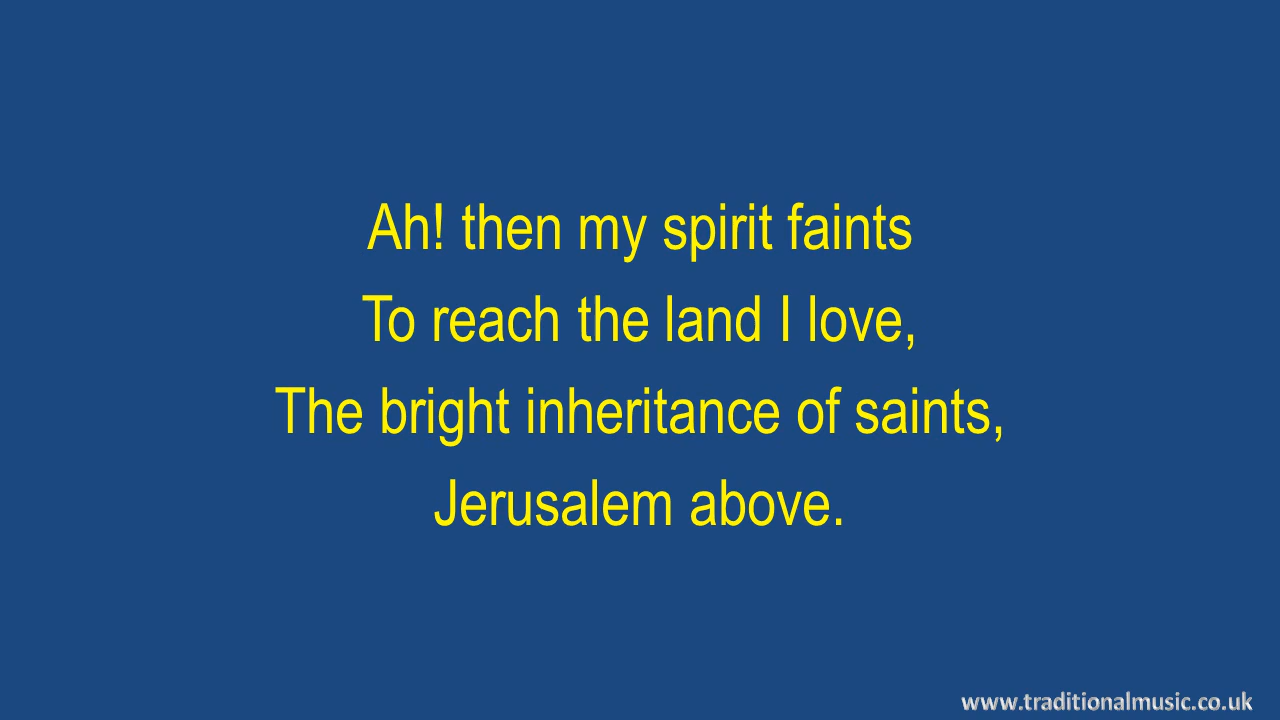 Ah! then my spirit faints
To reach the land I love,
The bright inheritance of saints,
Jerusalem above.
www.traditionalmusic.co.uk